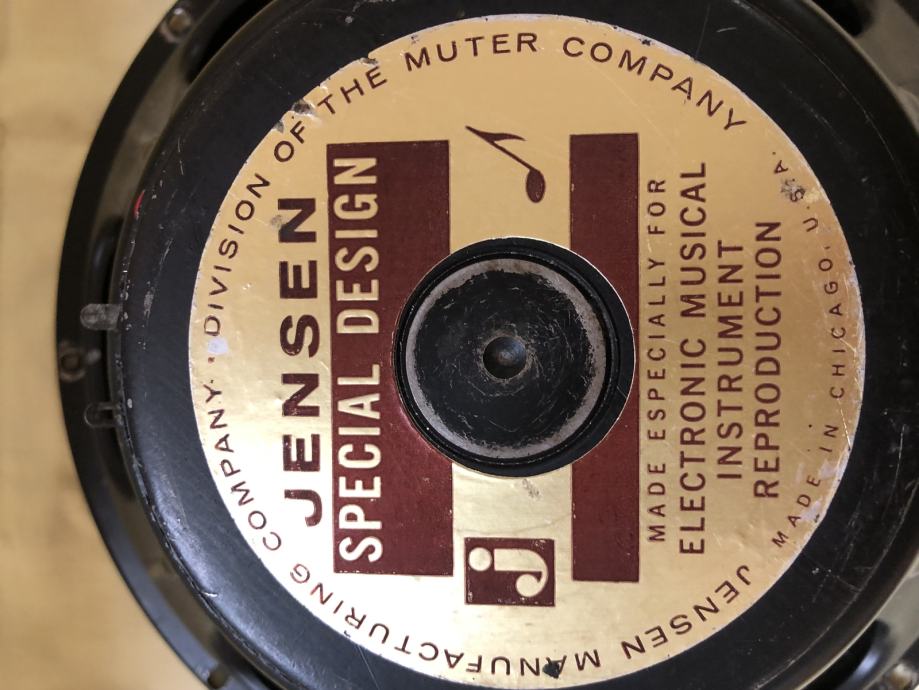 JENSEN MANUFACTURING COMPANY · DIVISION OF THE MUTER COMPANY
JENSEN
SPECIAL DESIGN
j
MADE ESPECIALLY FOR
ELECTRONIC MUSICAL
INSTRUMENT
REPRODUCTION
MADE IN CHICAGO, U.S.A.